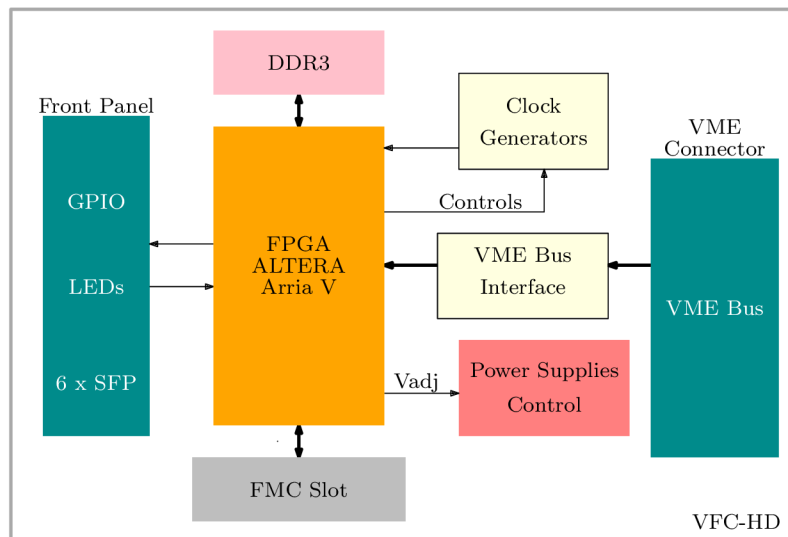 DDR3
Front Panel
GPIO
LEDs
6 x SFP
FPGA
ALTERA
Arria V
Clock
Generators
Controls
VME Bus
Interface
VME
Connector
VME Bus
Vadj
Power Supplies
Control
FMC Slot
VFC-HD